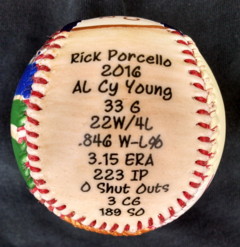 Rick Porcello
2016
AL Cy Young
33 G
22W/4L
.846 W-L%
3.15 ERA
223 IP
0 Shut Outs
3 CG
189 SO